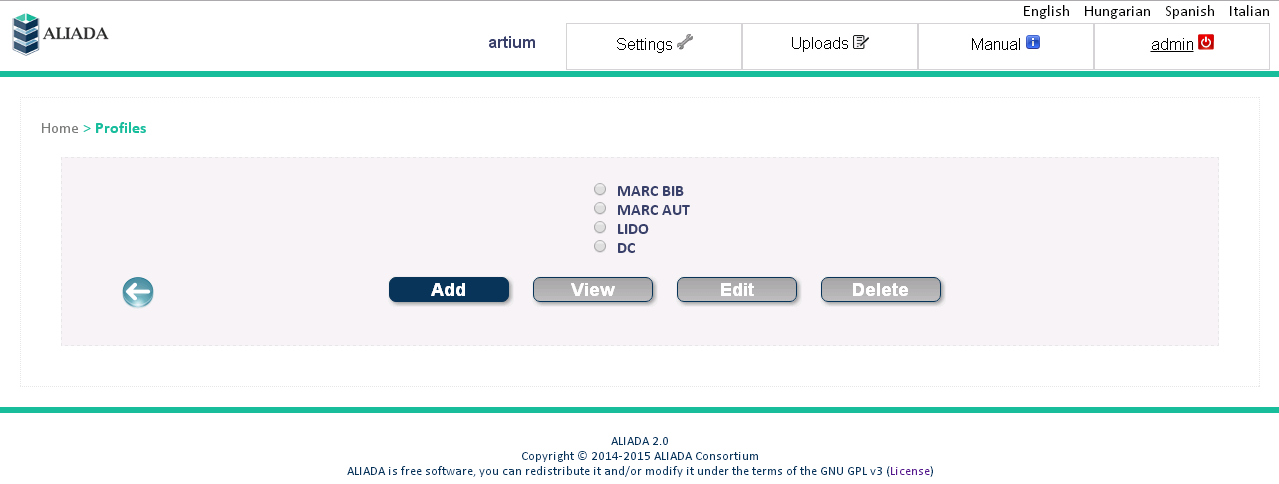 English Hungarian Spanish Italian
ALIADA
artium
Settings
Uploads
Manual
admin
Home > Profiles
MARC BIB
MARC AUT
LIDO
DC
Add View Edit Delete
ALIADA 2.0
Copyright © 2014-2015 ALIADA Consortium
ALIADA is free software, you can redistribute it and/or modify it under the terms of the GNU GPL v3 (License)